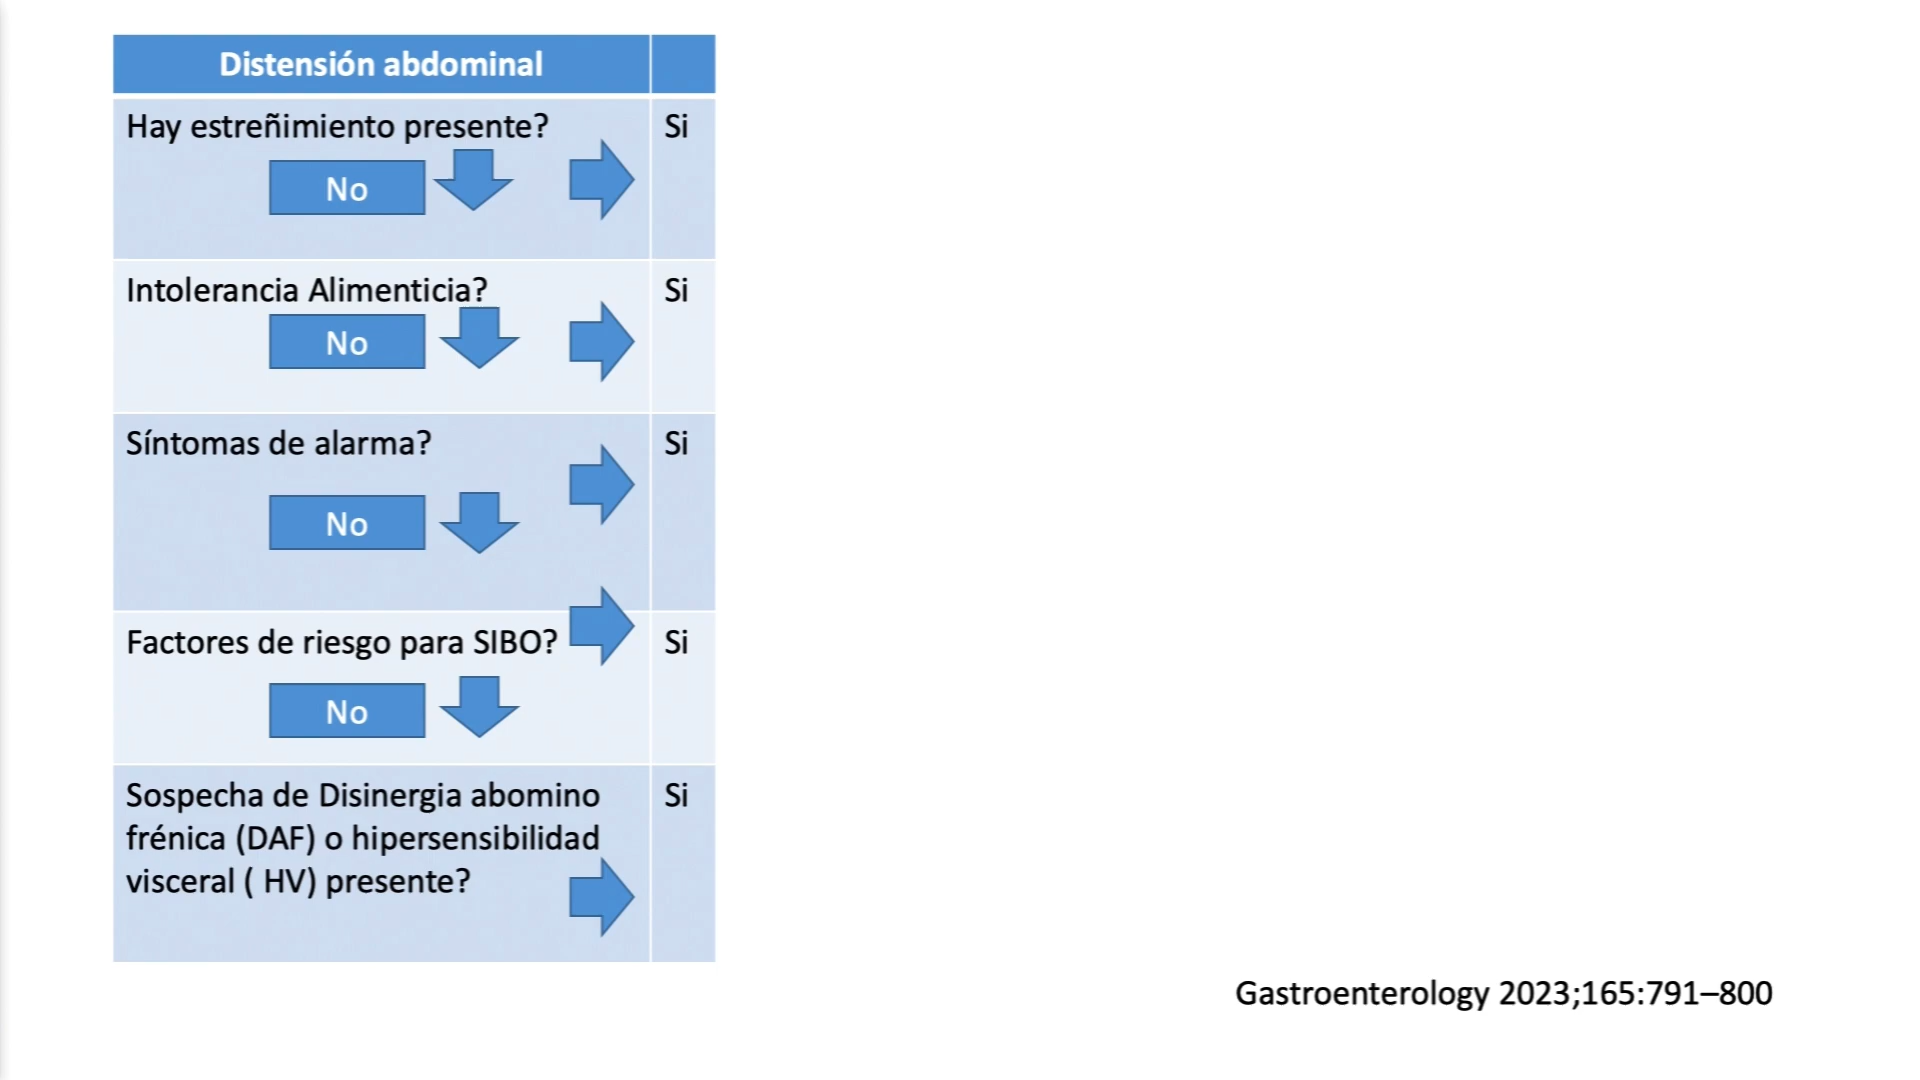 Distensión abdominal
Hay estreñimiento presente?
Si
No
Intolerancia Alimenticia?
Si
No
Síntomas de alarma?
Si
No
Factores de riesgo para SIBO?
Si
No
Sospecha de Disinergia abomino
Si
frénica (DAF) o hipersensibilidad
visceral ( HV) presente?
Gastroenterology 2023;165:791–800